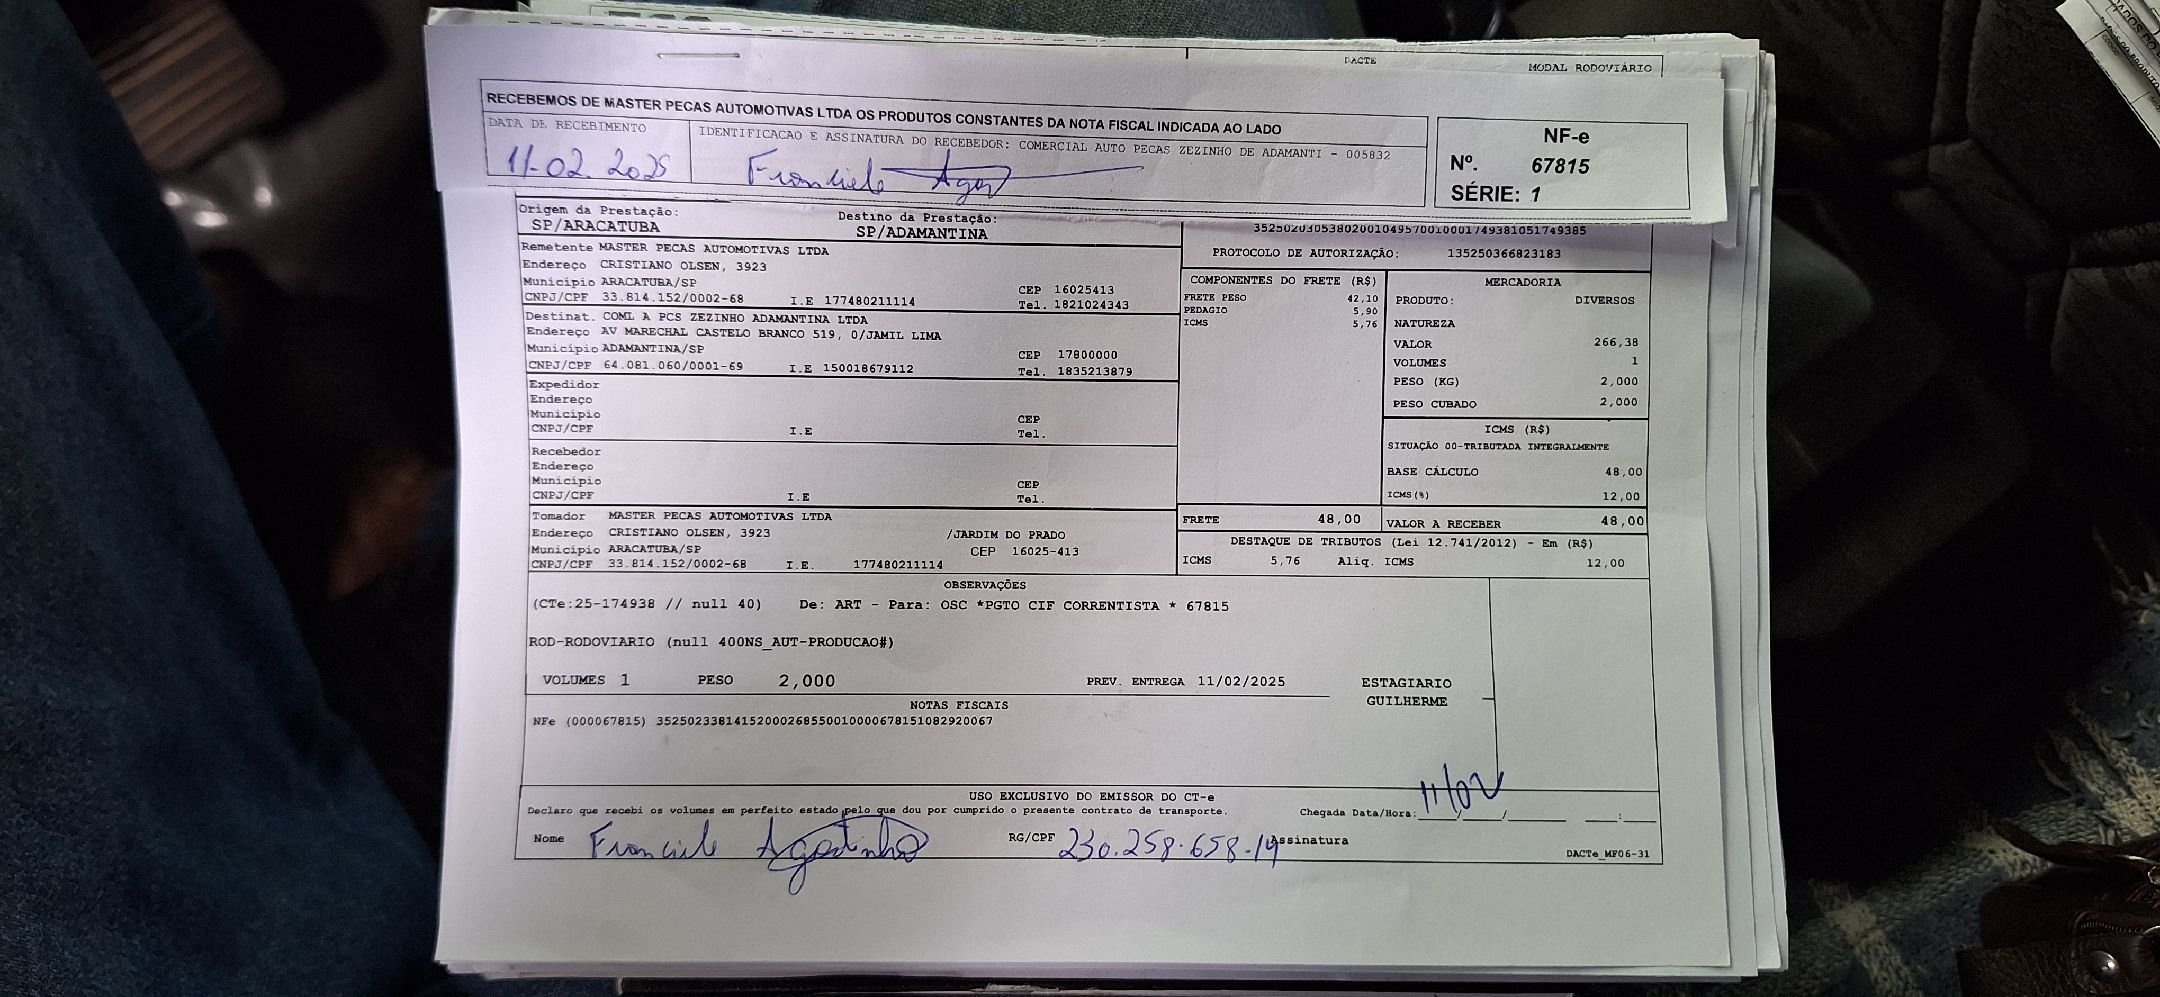 DACTE
MODAL RODOVIÁRIO
RECEBEMOS DE MASTER PECAS AUTOMOTIVAS LTDA OS PRODUTOS CONSTANTES DA NOTA FISCAL INDICADA AO LADO
DATA DE RECEBIMENTO
IDENTIFICACAO E ASSINATURA DO RECEBEDOR: COMERCIAL AUTO PECAS ZEZINHO DE ADAMANTI - 005832
11-02.2025
Franciele
NF-e
Nº. 67815
SÉRIE: 1
Origem da Prestação:
SP/ARACATUBA
Destino da Prestação:
SP/ADAMANTINA
PROTOCOLO DE AUTORIZAÇÃO: 135250366823183
Remetente MASTER PECAS AUTOMOTIVAS LTDA
Endereço CRISTIANO OLSEN, 3923
Município ARACATUBA/SP CEP 16025413
CNPJ/CPF 33.814.152/0002-68 I.E 177480211114 Tel. 1821024343
Destinat. COML A PCS ZEZINHO ADAMANTINA LTDA
Endereço AV MARECHAL CASTELO BRANCO 519, 0/JAMIL LIMA
Município ADAMANTINA/SP CEP 17800000
CNPJ/CPF 64.081.060/0001-69 I.E 150018679112 Tel. 1835213879
Expedidor
Endereço
Município CEP
CNPJ/CPF I.E Tel.
Recebedor
Endereço
Município CEP
CNPJ/CPF I.E Tel.
Tomador MASTER PECAS AUTOMOTIVAS LTDA
Endereço CRISTIANO OLSEN, 3923 /JARDIM DO PRADO
Município ARACATUBA/SP CEP 16025-413
CNPJ/CPF 33.814.152/0002-68 I.E. 177480211114
COMPONENTES DO FRETE (R$)
FRETE PESO 42,10
PEDAGIO 5,90
ICMS 5,76
MERCADORIA
PRODUTO: DIVERSOS
NATUREZA
VALOR 266,38
VOLUMES 1
PESO (KG) 2,000
PESO CUBADO 2,000
ICMS (R$)
SITUAÇÃO 00-TRIBUTADA INTEGRALMENTE
BASE CÁLCULO 48,00
ICMS(%) 12,00
FRETE 48,00
VALOR A RECEBER 48,00
DESTAQUE DE TRIBUTOS (Lei 12.741/2012) - Em (R$)
ICMS 5,76 Aliq. ICMS 12,00
OBSERVAÇÕES
(CTe:25-174938 // null 40) De: ART - Para: OSC *PGTO CIF CORRENTISTA * 67815
ROD-RODOVIARIO (null 400NS_AUT-PRODUCAO#)
VOLUMES 1 PESO 2,000 PREV. ENTREGA 11/02/2025
ESTAGIARIO
GUILHERME
NOTAS FISCAIS
NFe (000067815) 35250233814152000268550010000678151082920067
USO EXCLUSIVO DO EMISSOR DO CT-e
Declaro que recebi os volumes em perfeito estado pelo que dou por cumprido o presente contrato de transporte.
Chegada Data/Hora: 11/02
Nome Franciele Agostinho RG/CPF 230.258.658-19 Assinatura
DACTe_MF06-31